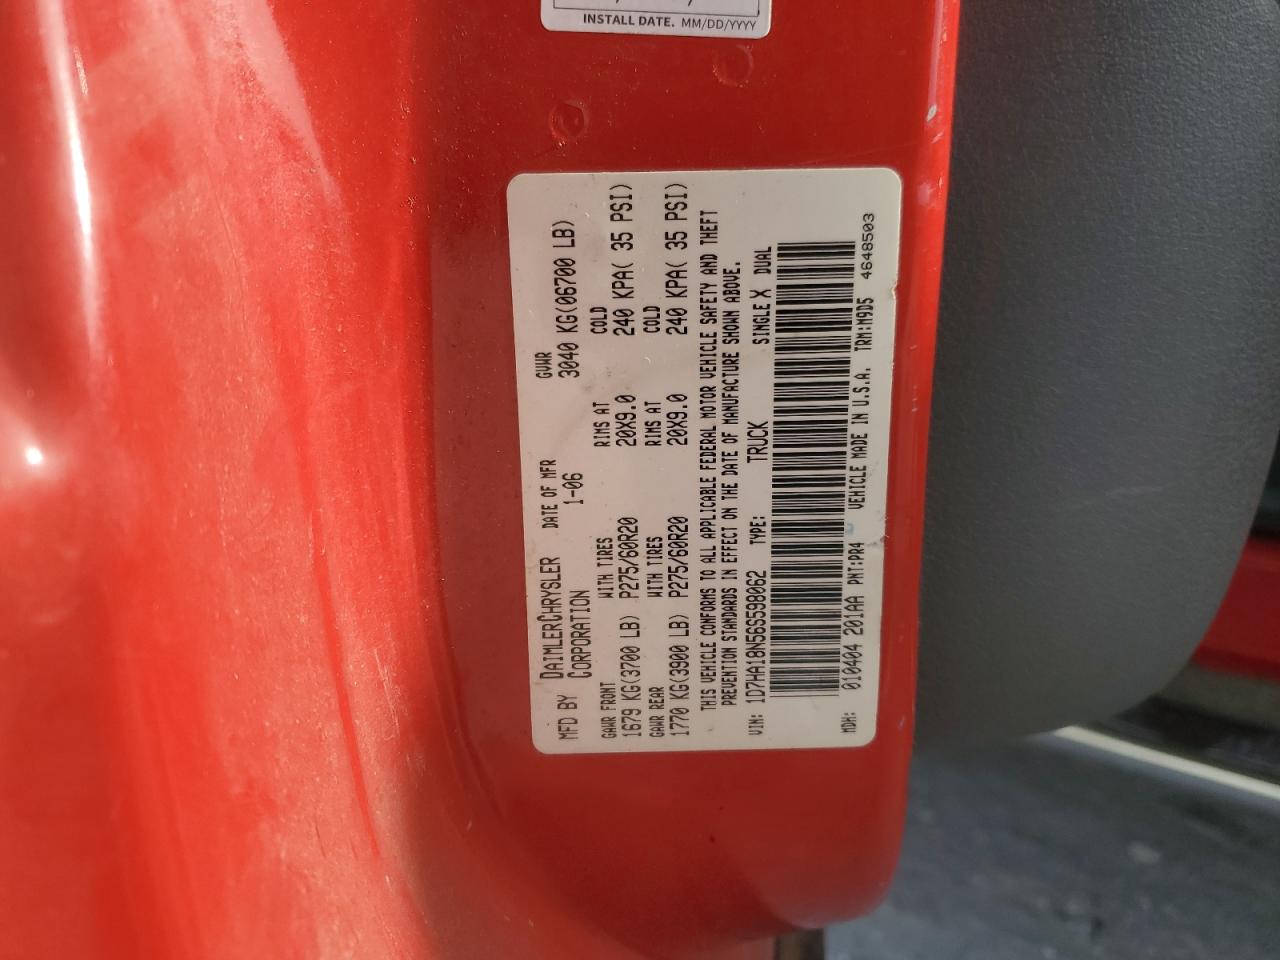 INSTALL DATE. MM/DD/YYYY
MFD BY DAIMLERCHRYSLER CORPORATION DATE OF MFR 1-06 GVWR 3040 KG(06700 LB)
GAWR FRONT WITH TIRES RIMS AT COLD
1679 KG(3700 LB) P275/60R20 20X9.0 240 KPA( 35 PSI)
GAWR REAR WITH TIRES RIMS AT COLD
1770 KG(3900 LB) P275/60R20 20X9.0 240 KPA( 35 PSI)
THIS VEHICLE CONFORMS TO ALL APPLICABLE FEDERAL MOTOR VEHICLE SAFETY AND THEFT
PREVENTION STANDARDS IN EFFECT ON THE DATE OF MANUFACTURE SHOWN ABOVE.
VIN: 1D7HA18N56S598062 TYPE: TRUCK SINGLE X DUAL
MDH: 010404 201AA PNT:PR4 VEHICLE MADE IN U.S.A. TRM:M9D5 4648503